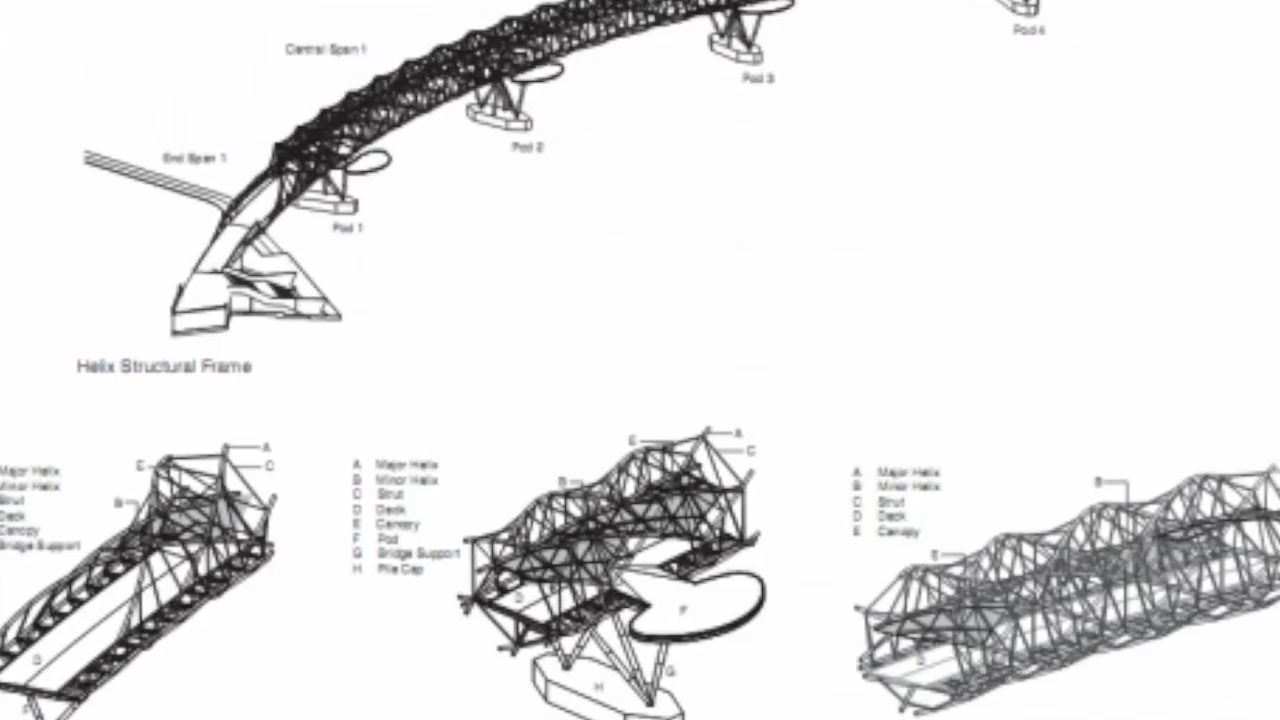 Pod 4
Central Span 1
Pod 3
Pod 2
End Span 1
Pod 1
Helix Structural Frame
Major Helix
Minor Helix
Strut
Deck
Canopy
Bridge Support
A
E
C
B
D
F
A Major Helix
B Minor Helix
C Strut
D Deck
E Canopy
F Pod
G Bridge Support
H Pile Cap
E
A
C
B
D
F
G
H
A Major Helix
B Minor Helix
C Strut
D Deck
E Canopy
B
E
D